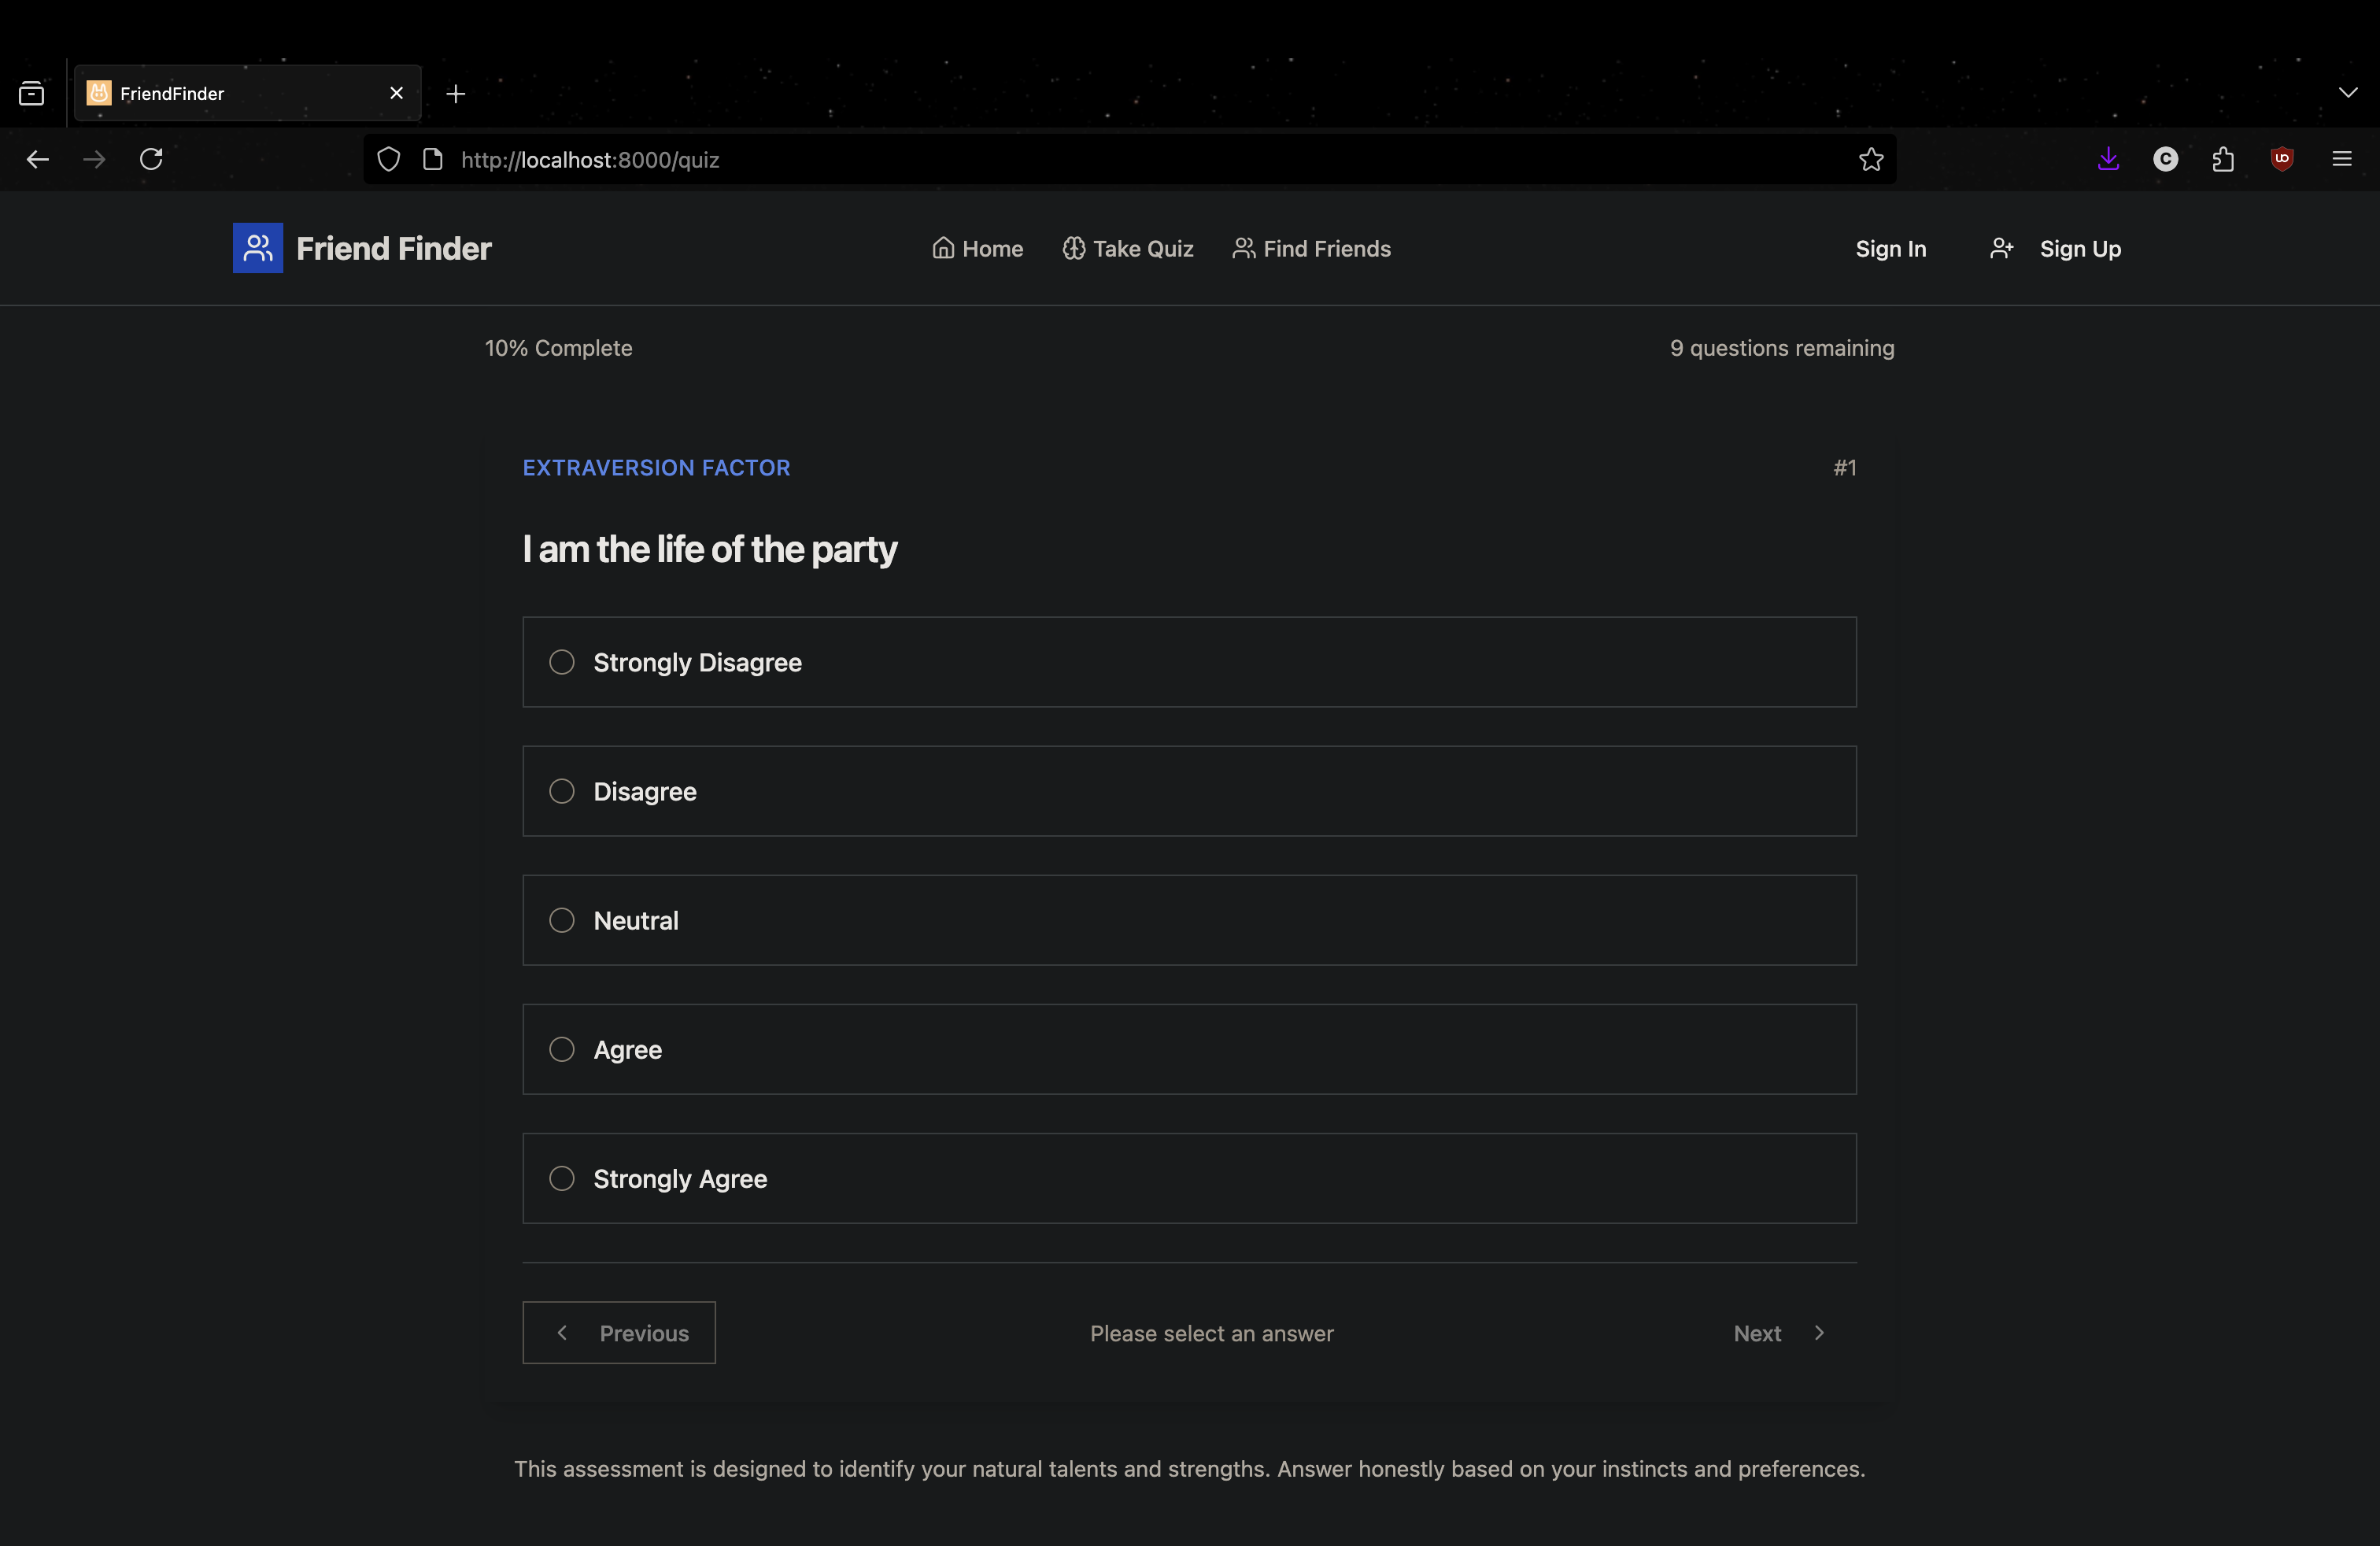 FriendFinder
http://localhost:8000/quiz
Friend Finder
Home
Take Quiz
Find Friends
Sign In
Sign Up
10% Complete
9 questions remaining
EXTRAVERSION FACTOR
#1
I am the life of the party
Strongly Disagree
Disagree
Neutral
Agree
Strongly Agree
Previous
Please select an answer
Next
This assessment is designed to identify your natural talents and strengths. Answer honestly based on your instincts and preferences.